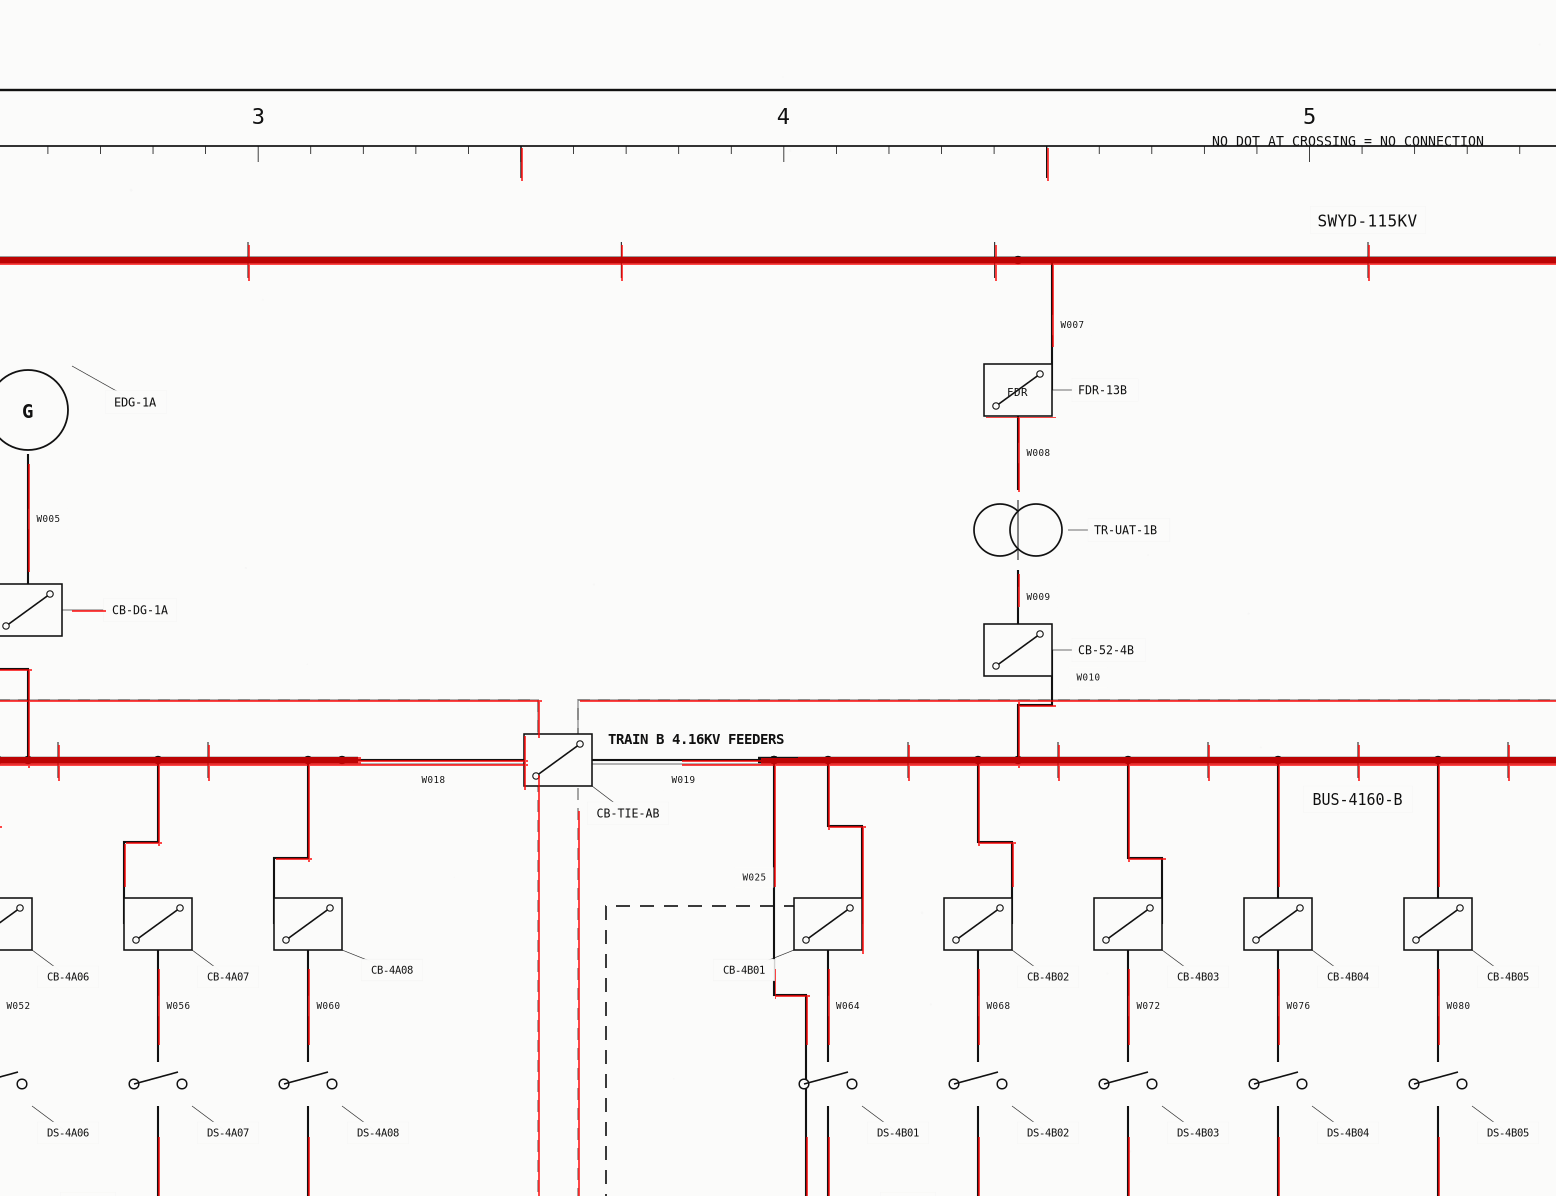 3 4 5
NO DOT AT CROSSING = NO CONNECTION
SWYD-115KV
W007
FDR
FDR-13B
EDG-1A
G
W008
W005
TR-UAT-1B
W009
CB-DG-1A
CB-52-4B
W010
TRAIN B 4.16KV FEEDERS
W018
W019
BUS-4160-B
CB-TIE-AB
W025
CB-4A06
CB-4A07
CB-4A08
CB-4B01
CB-4B02
CB-4B03
CB-4B04
CB-4B05
W052
W056
W060
W064
W068
W072
W076
W080
DS-4A06
DS-4A07
DS-4A08
DS-4B01
DS-4B02
DS-4B03
DS-4B04
DS-4B05